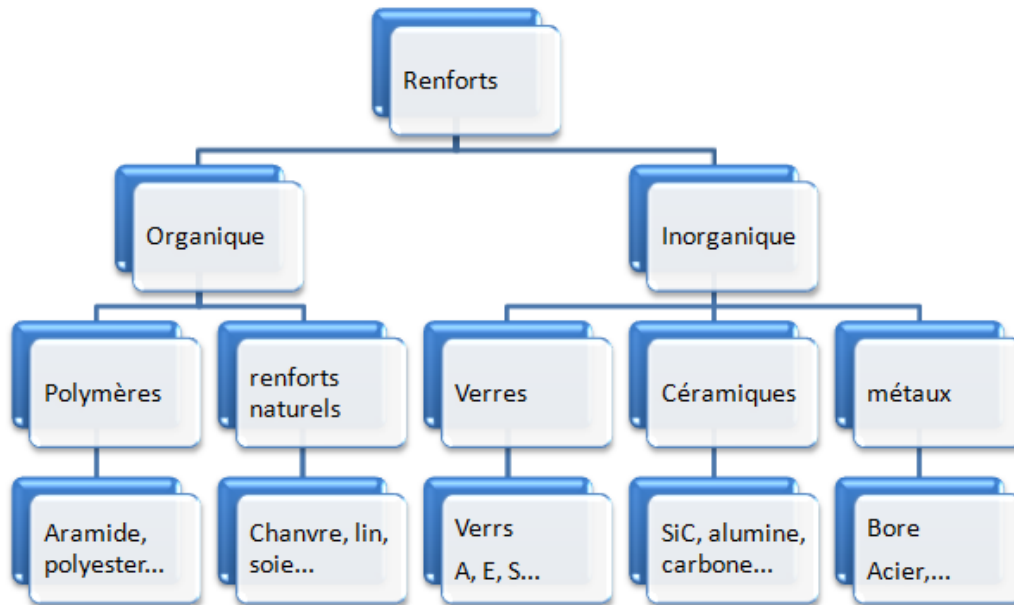 Renforts
Organique
Inorganique
Polymères
renforts
naturels
Verres
Céramiques
métaux
Aramide,
polyester...
Chanvre, lin,
soie...
Verrs
A, E, S...
SiC, alumine,
carbone...
Bore
Acier,...